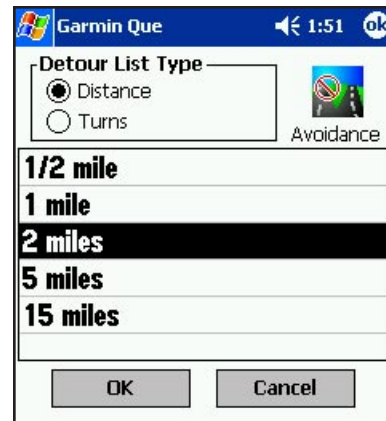 Garmin Que 1:51 ok
Detour List Type
Distance
Turns
Avoidance
1/2 mile
1 mile
2 miles
5 miles
15 miles
OK Cancel